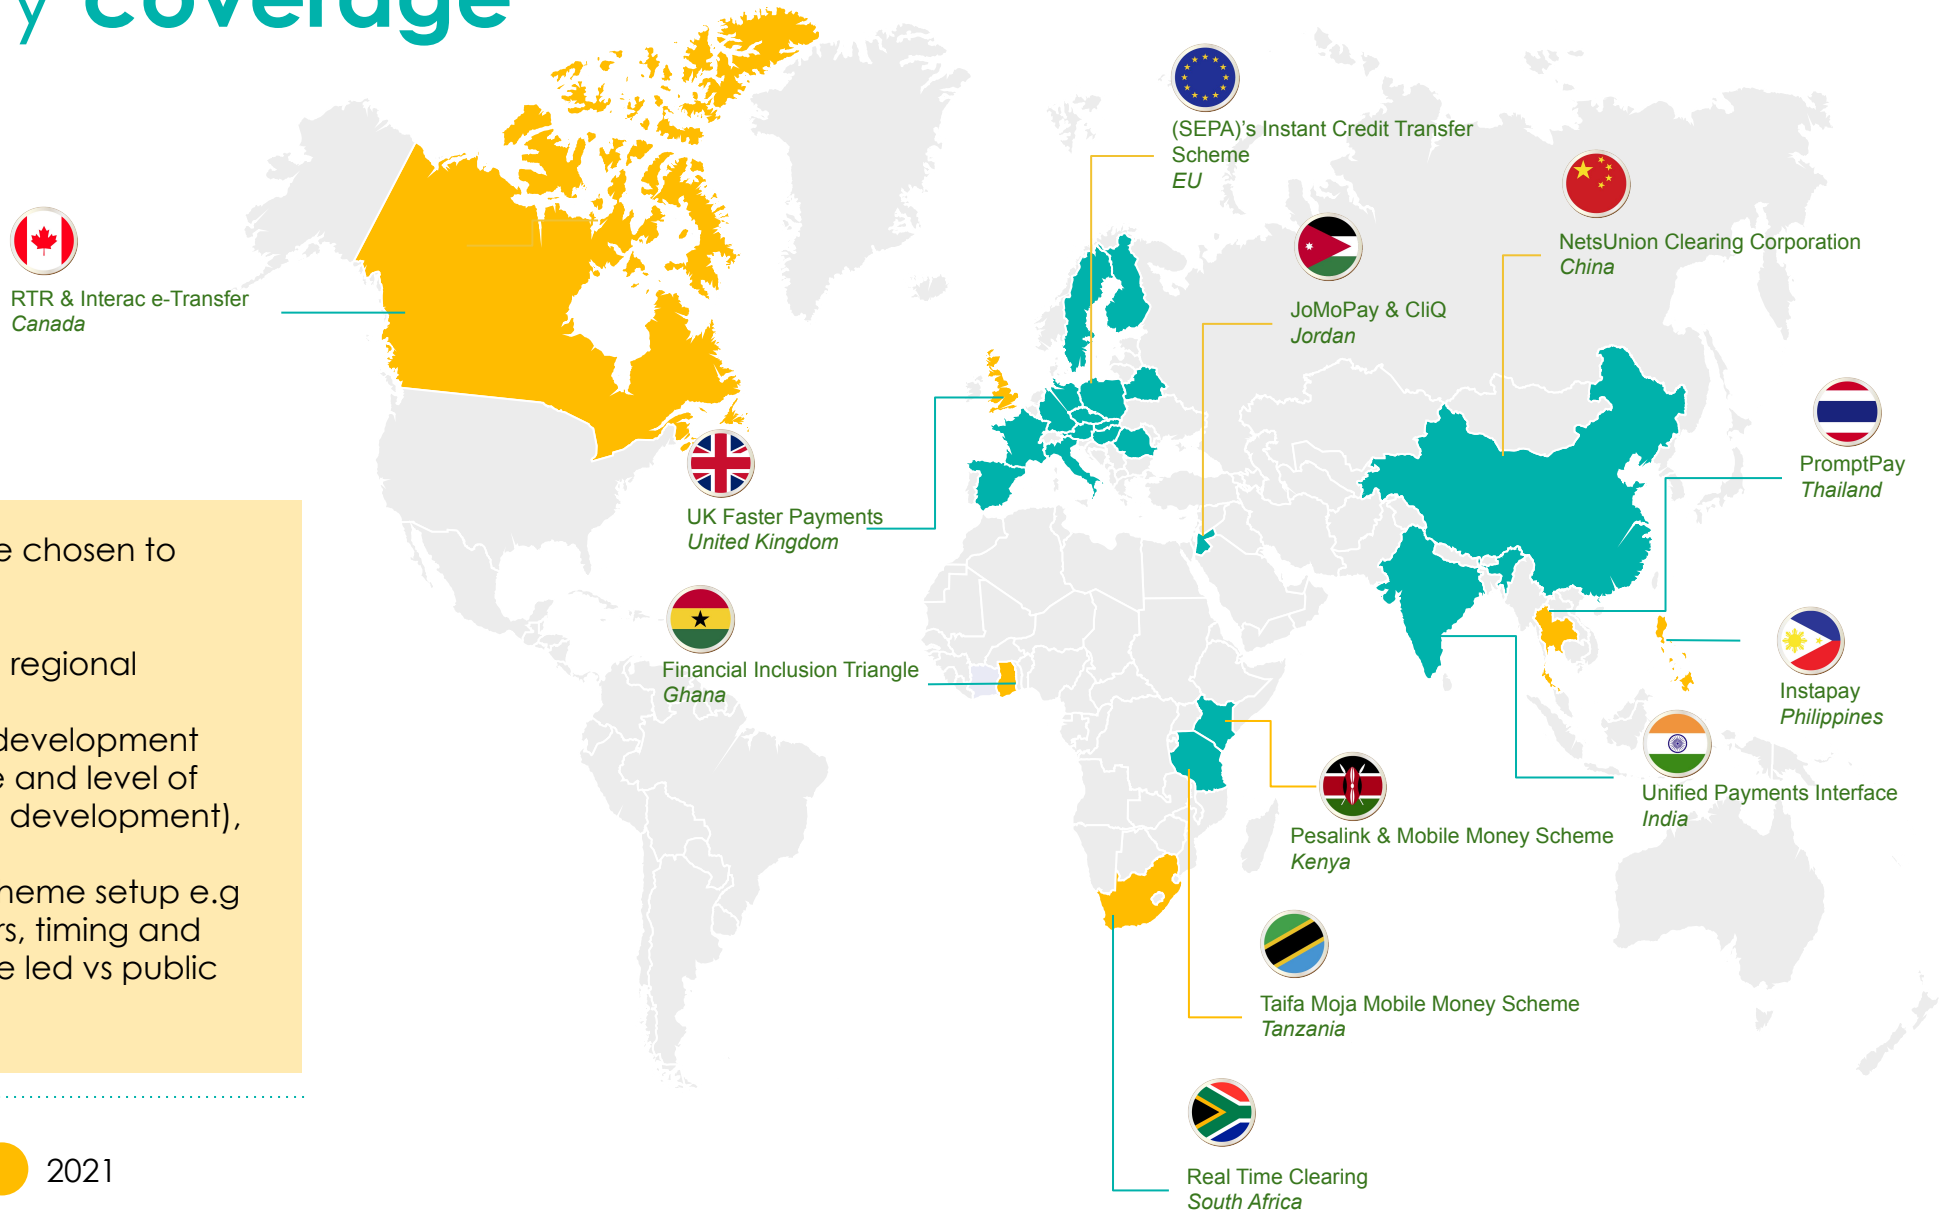 y coverage
(SEPA)'s Instant Credit Transfer
Scheme
EU
NetsUnion Clearing Corporation
China
RTR & Interac e-Transfer
Canada
JoMoPay & CliQ
Jordan
PromptPay
Thailand
UK Faster Payments
United Kingdom
e chosen to
regional
development
e and level of
development),
heme setup e.g
rs, timing and
e led vs public
Financial Inclusion Triangle
Ghana
Instapay
Philippines
Unified Payments Interface
India
Pesalink & Mobile Money Scheme
Kenya
Taifa Moja Mobile Money Scheme
Tanzania
Real Time Clearing
South Africa
2021